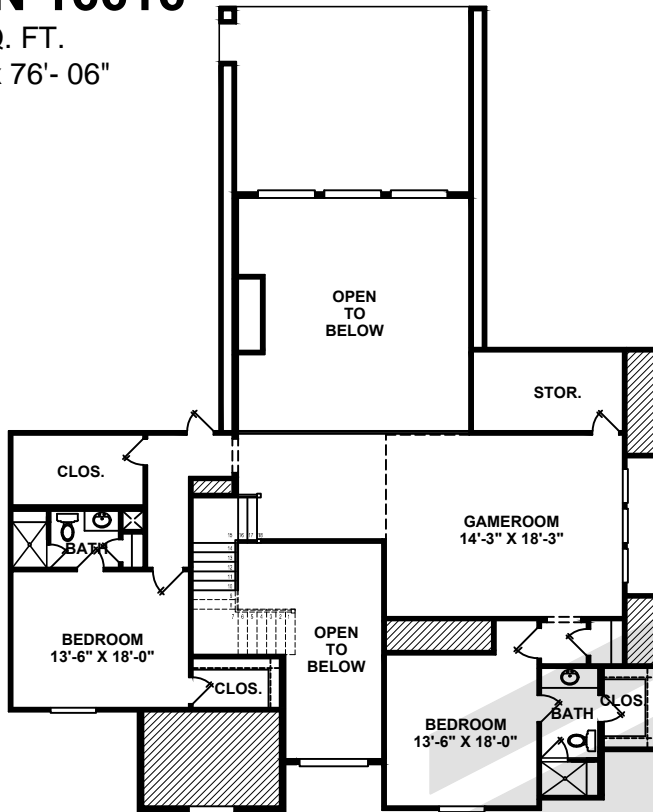 Q. FT.
x 76'- 06"
OPEN
TO
BELOW
STOR.
CLOS.
GAMEROOM
14'-3" X 18'-3"
BATH
OPEN
TO
BELOW
BEDROOM
13'-6" X 18'-0"
CLOS.
BEDROOM
13'-6" X 18'-0"
BATH
CLOS.